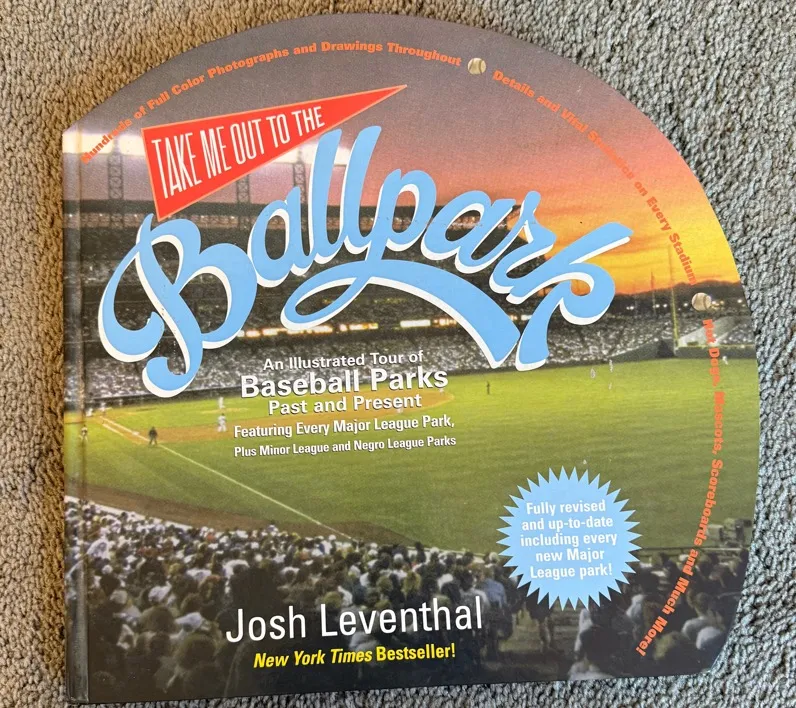 Hundreds of Full Color Photographs and Drawings Throughout
Details and Vital Statistics on Every Stadium
Hot Dogs, Mascots, Scoreboards and Much More!
TAKE ME OUT TO THE
Ballpark
An Illustrated Tour of
Baseball Parks
Past and Present
Featuring Every Major League Park,
Plus Minor League and Negro League Parks
Fully revised
and up-to-date
including every
new Major
League park!
Josh Leventhal
New York Times Bestseller!